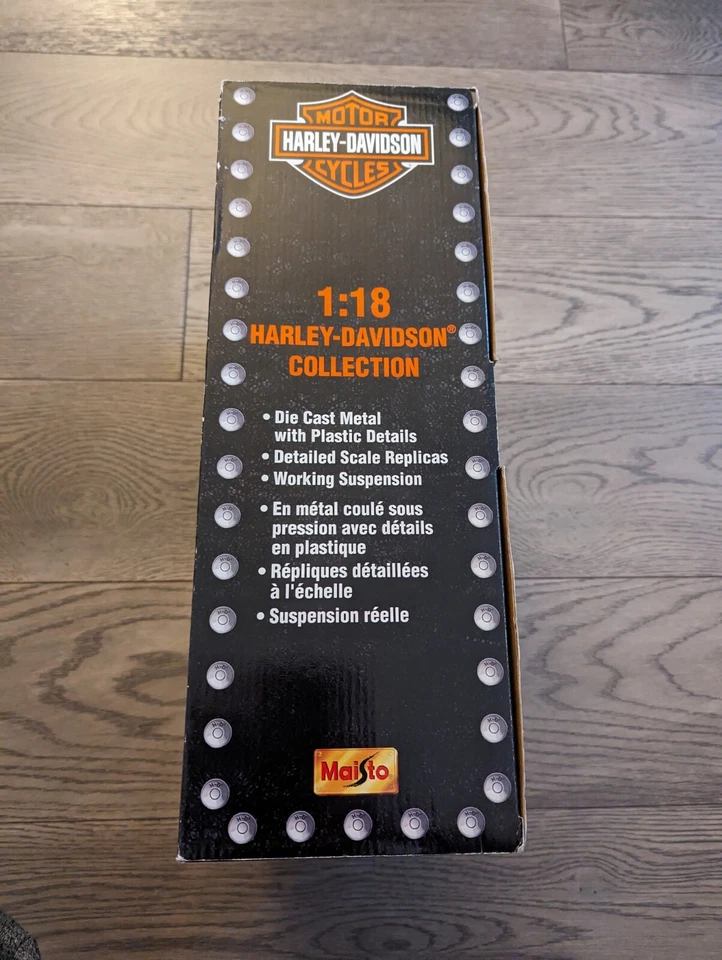 MOTOR
HARLEY-DAVIDSON
CYCLES
1:18
HARLEY-DAVIDSON®
COLLECTION
• Die Cast Metal
with Plastic Details
• Detailed Scale Replicas
• Working Suspension
• En métal coulé sous
pression avec détails
en plastique
• Répliques détaillées
à l'échelle
• Suspension réelle
Maisto